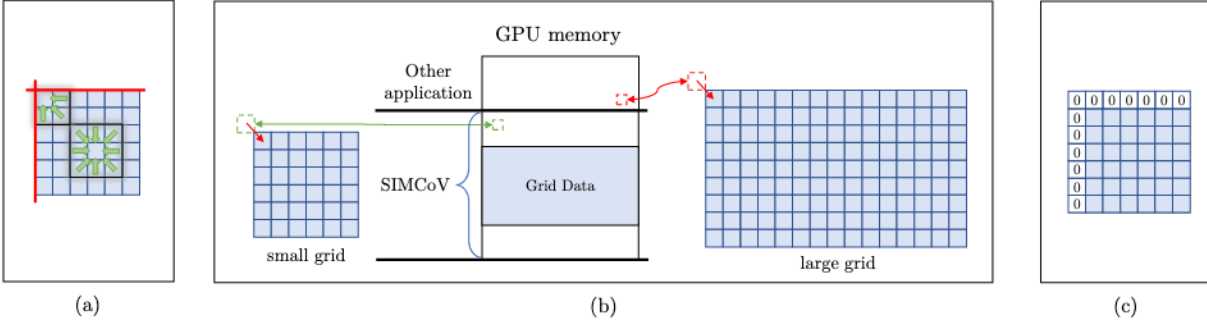 GPU memory
Other
application
SIMCoV
Grid Data
small grid
large grid
0 0 0 0 0 0 0
0
0
0
0
0
0
(a)
(b)
(c)